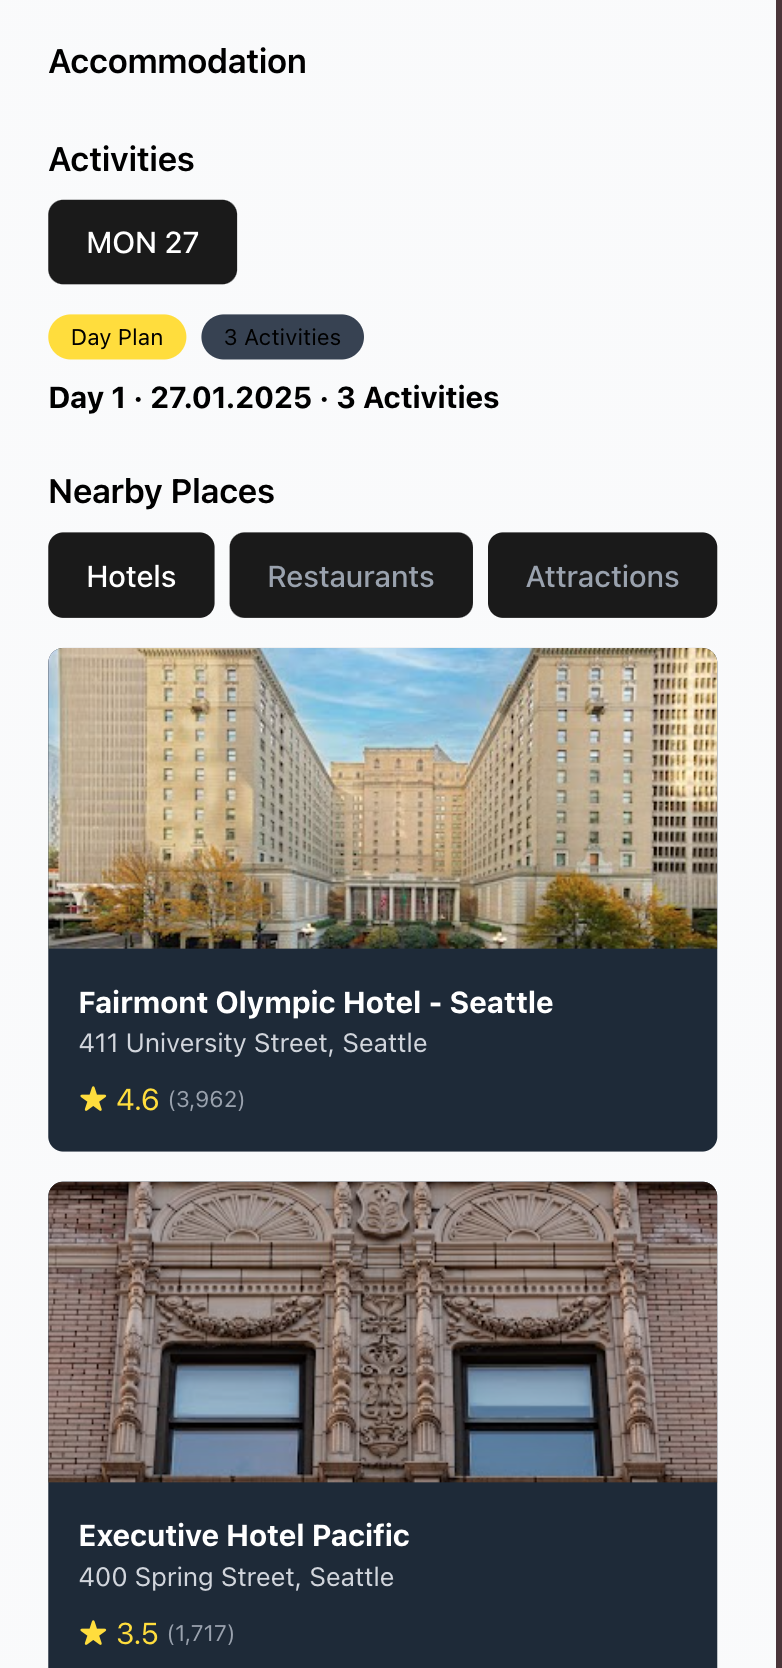 Accommodation
Activities
MON 27
Day Plan 3 Activities
Day 1 · 27.01.2025 · 3 Activities
Nearby Places
Hotels Restaurants Attractions
Fairmont Olympic Hotel - Seattle
411 University Street, Seattle
★ 4.6 (3,962)
Executive Hotel Pacific
400 Spring Street, Seattle
★ 3.5 (1,717)